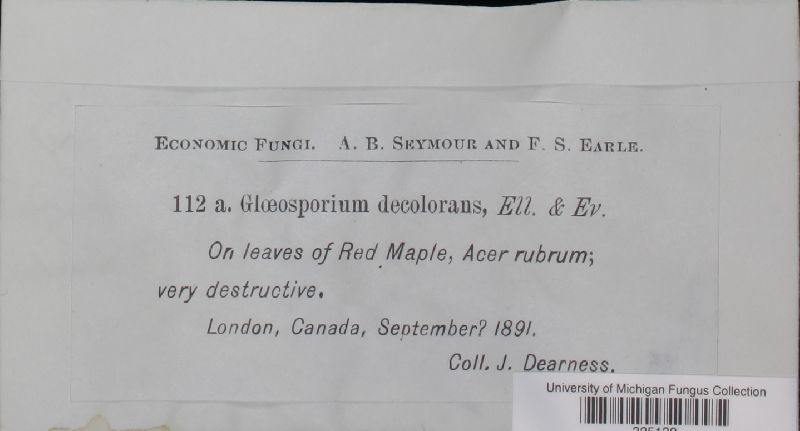 Economic Fungi. A. B. Seymour and F. S. Earle.
112 a. Glœosporium decolorans, Ell. & Ev.
On leaves of Red Maple, Acer rubrum;
very destructive.
London, Canada, September? 1891.
Coll. J. Dearness.
University of Michigan Fungus Collection